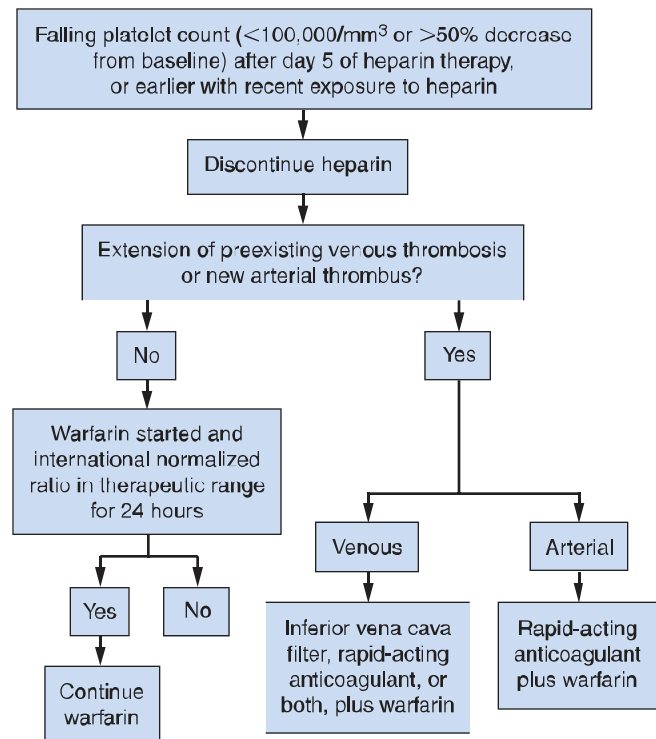 Falling platelet count (<100,000/mm³ or >50% decrease
from baseline) after day 5 of heparin therapy,
or earlier with recent exposure to heparin
Discontinue heparin
Extension of preexisting venous thrombosis
or new arterial thrombus?
No
Yes
Warfarin started and
international normalized
ratio in therapeutic range
for 24 hours
Venous
Arterial
Yes
No
Inferior vena cava
filter, rapid-acting
anticoagulant, or
both, plus warfarin
Rapid-acting
anticoagulant
plus warfarin
Continue
warfarin